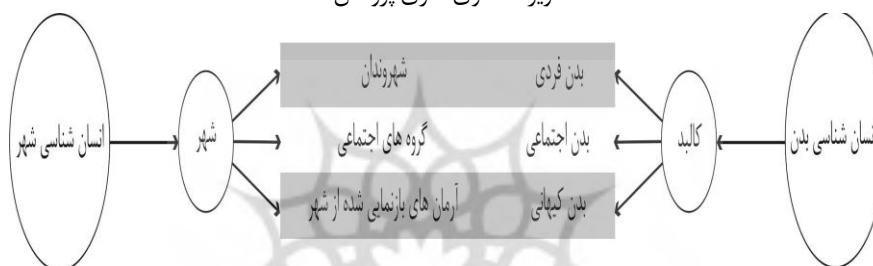 بدن فردی شهروندان
انسان شناسی بدن کالبد بدن اجتماعی گروه های اجتماعی شهر انسان شناسی شهر
بدن کیهانی آرمان های بازنمایی شده از شهر